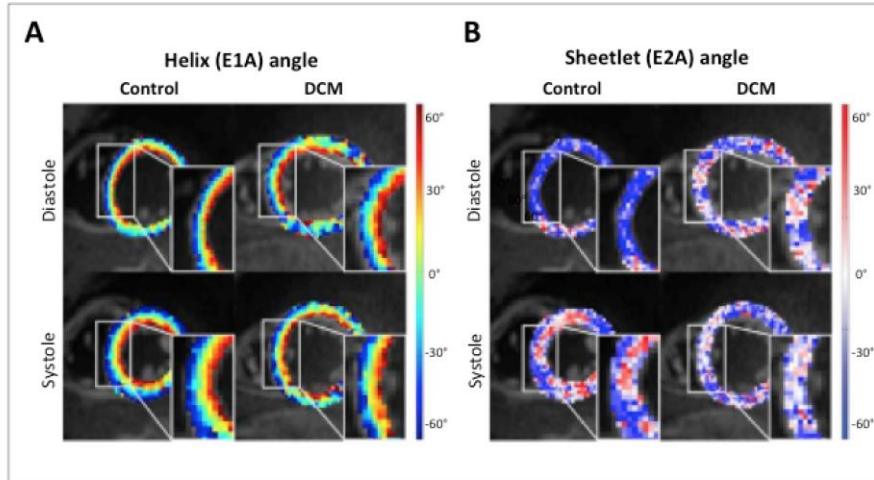 A
Helix (E1A) angle
Control
DCM
Diastole
Systole
60°
30°
0°
-30°
-60°
B
Sheetlet (E2A) angle
Control
DCM
Diastole
Systole
60°
30°
0°
-30°
-60°